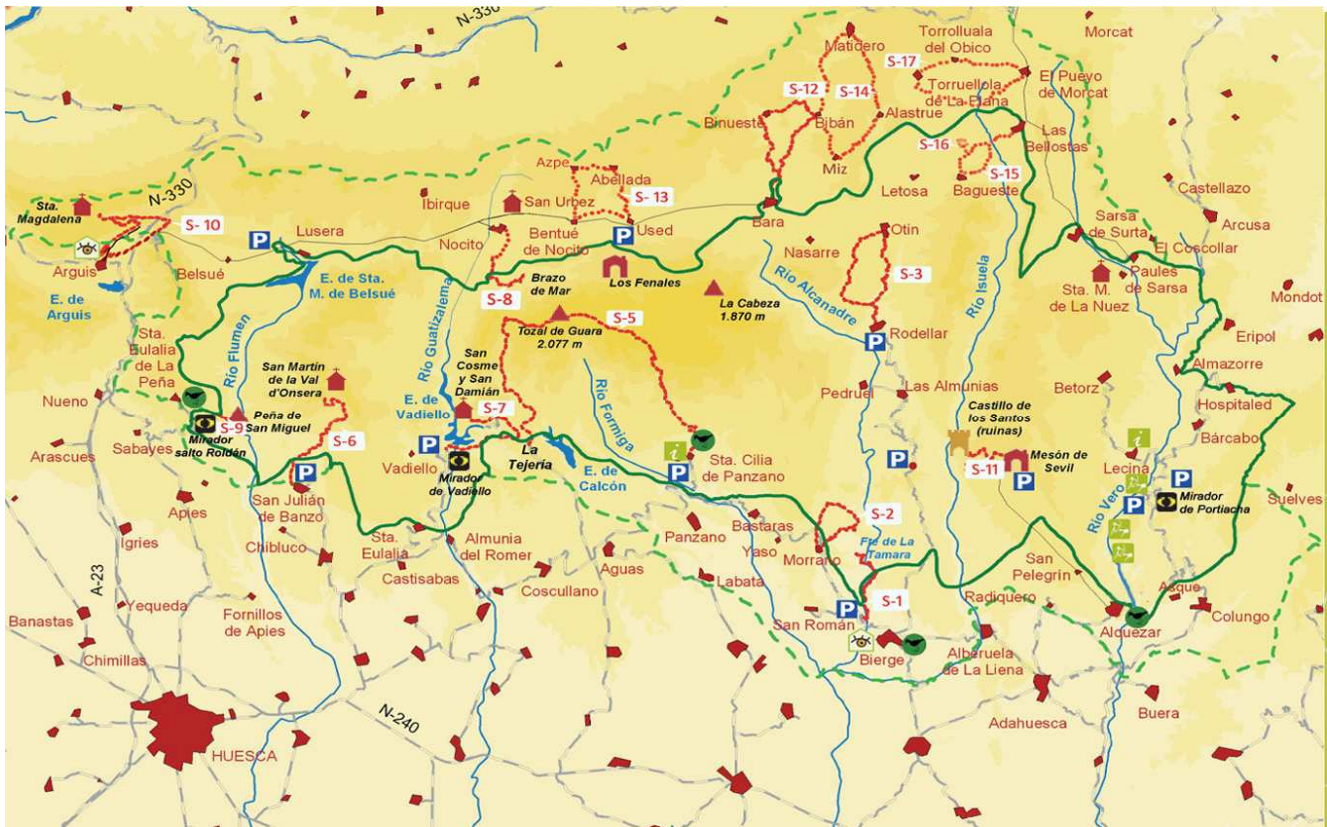 N-330
N-330
Morcat
Torrolluala
del Obico
Matidero
S-17
El Pueyo
de Morcat
Torruellola
de La Plana
S-12
S-14
Binueste
Bibán
Alastrue
Las
Bellostas
S-16
S-15
Miz
Letosa
Bagueste
N-330
Azpe
Abellada
S- 13
Ibirque
San Urbez
Nocito
Bentué
de Nocito
Used
Bara
Castellazo
Arcusa
Sta.
Magdalena
S- 10
Arguis
E. de
Arguis
Belsué
P
Lusera
E. de Sta.
M. de Belsué
P
Nasarre
Otín
S-3
Sarsa
de Surta
El Coscollar
Paules
de Sarsa
Sta. M.
de La Nuez
Mondot
Brazo
de Mar
S-8
Los Fenales
La Cabeza
1.870 m
Río Alcanadre
Río Isuela
Tozal de Guara
2.077 m
S-5
Rodellar
P
Eripol
Almazorre
Sta.
Eulalia
de La
Peña
Río Flumen
Río Guatizalema
San Martín
de la Val
d'Onsera
San
Cosme
y San
Damián
E. de
Vadiello
S-7
Río Formiga
Pedruel
Las Almunias
Betorz
Hospitaled
Bárcabo
Nueno
S-9
Peña de
San Miguel
Mirador
salto Roldán
S-6
Castillo de
los Santos
(ruinas)
S-11
Mesón de
Sevil
P
P
Arascues
Sabayes
P
San Julián
de Banzo
Vadiello
P
Mirador
de Vadiello
La
Tejería
E. de
Calcón
i
P
Sta. Cilia
de Panzano
i
Lecina
P
P
Mirador
de Portiacha
Suelves
Río Vero
Apies
Igries
Chibluco
Sta.
Eulalia
Almunia
del Romer
Castisabas
Coscullano
Aguas
Panzano
Bastaras
Yaso
Labata
Morrano
S-2
Fte de La
Tamara
S-1
P
San Román
Bierge
San
Pelegrín
Radiquero
Asque
Colungo
Alquézar
Alberuela
de La Liena
A-23
Yequeda
Banastas
Fornillos
de Apies
Chimillas
HUESCA
N-240
Adahuesca
Buera